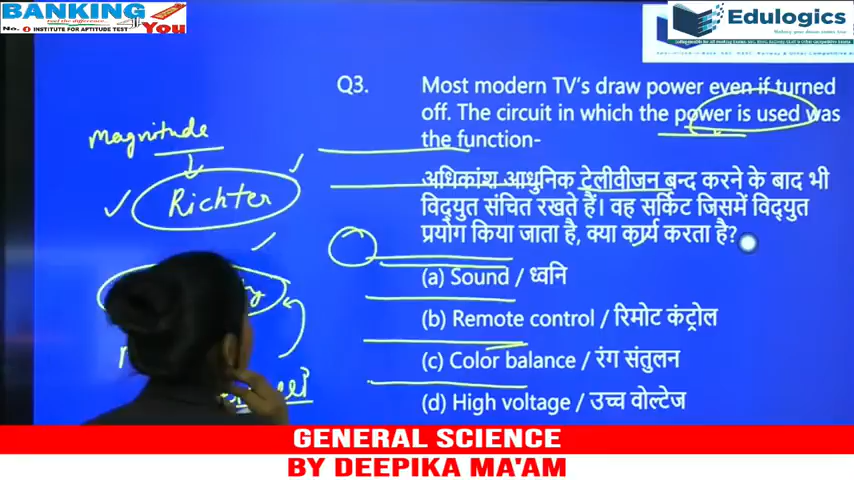 BANKING
Feel the difference...
You
No. 1 INSTITUTE FOR APTITUDE TEST
Edulogics
Q3. Most modern TV's draw power even if turned
off. The circuit in which the power is used was
the function-
अधिकांश आधुनिक टेलीवीजन बन्द करने के बाद भी
विद्युत संचित रखते हैं। वह सर्किट जिसमें विद्युत
प्रयोग किया जाता है, क्या कार्य करता है?
(a) Sound / ध्वनि
(b) Remote control / रिमोट कंट्रोल
(c) Color balance / रंग संतुलन
(d) High voltage / उच्च वोल्टेज
magnitude
Richter
GENERAL SCIENCE
BY DEEPIKA MA'AM